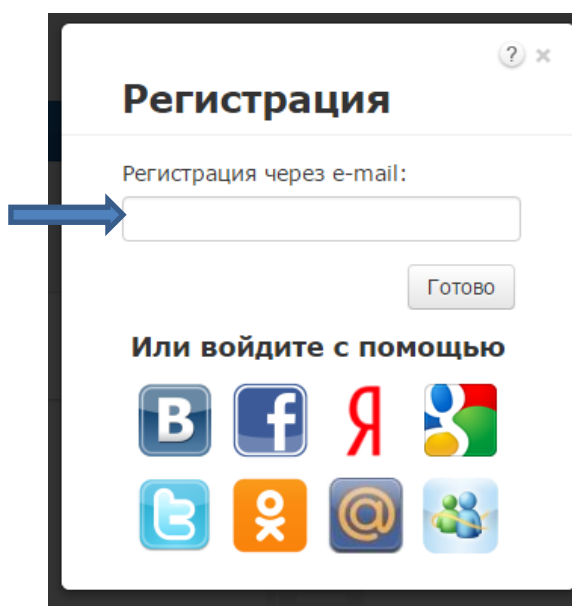 ?
×
Регистрация
Регистрация через e-mail:
Готово
Или войдите с помощью
B f Я g
t @